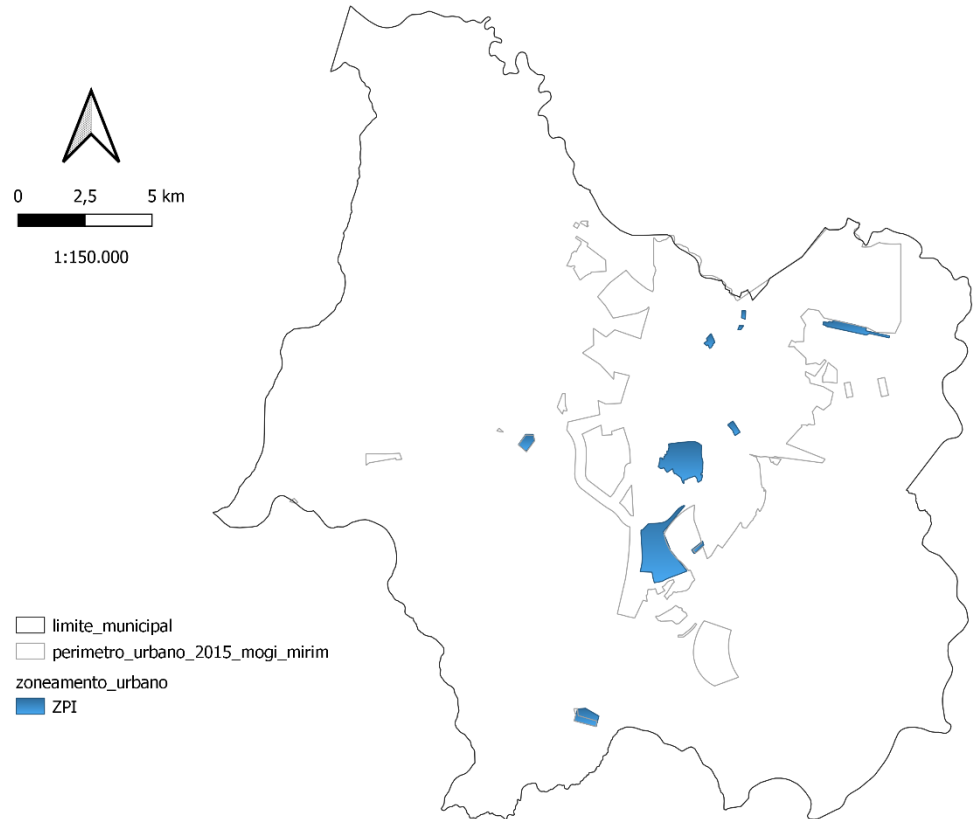 0 2,5 5 km
1:150.000
limite_municipal
perimetro_urbano_2015_mogi_mirim
zoneamento_urbano
ZPI